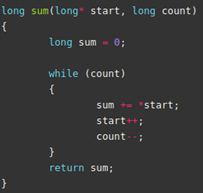 long sum(long* start, long count)
{
        long sum = 0;

        while (count)
        {
                sum += *start;
                start++;
                count--;
        }
        return sum;
}